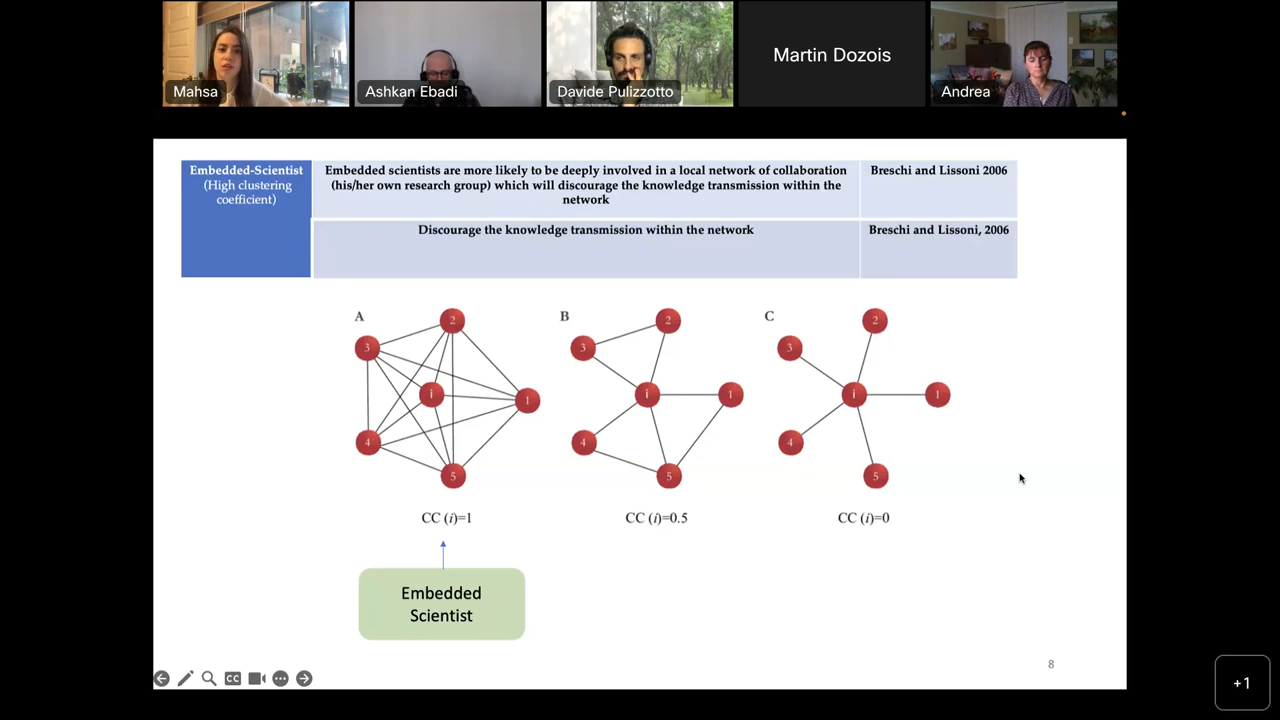 Mahsa
Ashkan Ebadi
Davide Pulizzotto
Martin Dozois
Andrea
Embedded-Scientist
(High clustering
coefficient)
Embedded scientists are more likely to be deeply involved in a local network of collaboration
(his/her own research group) which will discourage the knowledge transmission within the
network
Breschi and Lissoni 2006
Discourage the knowledge transmission within the network
Breschi and Lissoni, 2006
A
2
3
i
1
4
5
CC (i)=1
B
2
3
i
1
4
5
CC (i)=0.5
C
2
3
i
1
4
5
CC (i)=0
Embedded
Scientist
8
CC
+1